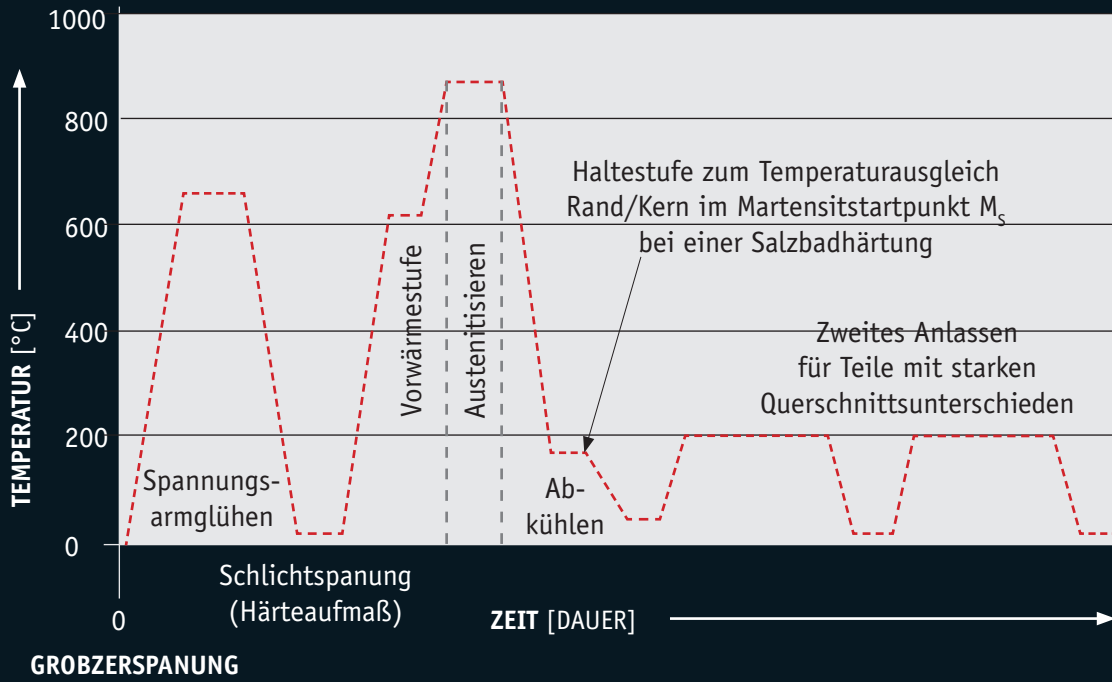 1000
800
600
400
200
0
TEMPERATUR [°C]
Spannungs-
armglühen
Vorwärmestufe
Austenitisieren
Haltestufe zum Temperaturausgleich
Rand/Kern im Martensitstartpunkt Ms
bei einer Salzbadhärtung
Zweites Anlassen
für Teile mit starken
Querschnittsunterschieden
Ab-
kühlen
Schlichtspanung
(Härteaufmaß)
0
ZEIT [DAUER]
GROBZERSPANUNG